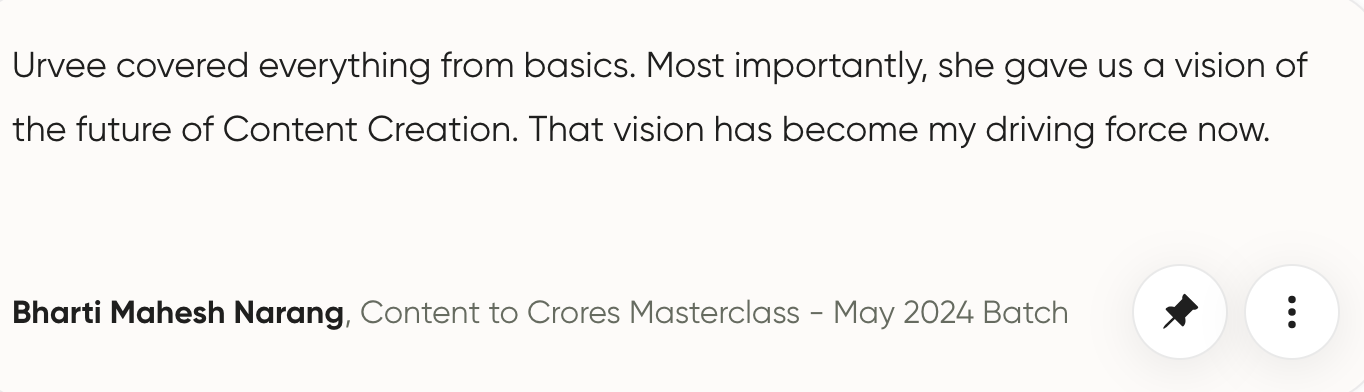 Urvee covered everything from basics. Most importantly, she gave us a vision of
the future of Content Creation. That vision has become my driving force now.
Bharti Mahesh Narang, Content to Crores Masterclass - May 2024 Batch